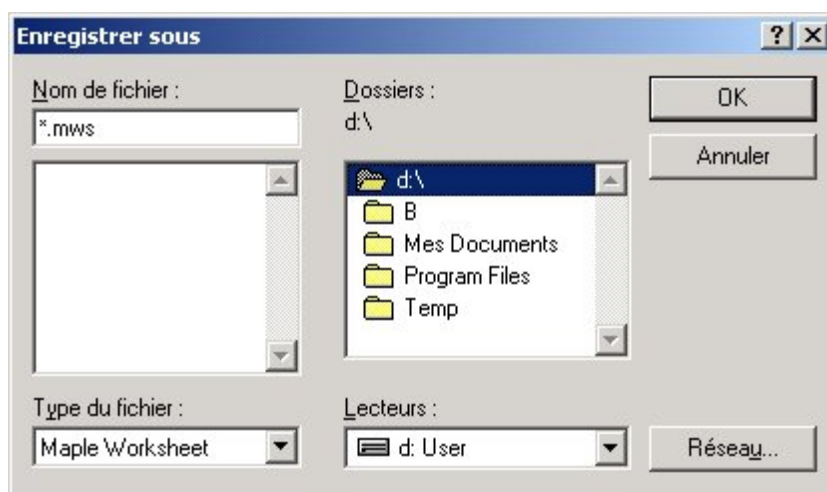 Enregistrer sous
Nom de fichier :
*.mws
Dossiers :
d:\
d:\
B
Mes Documents
Program Files
Temp
OK
Annuler
Type du fichier :
Maple Worksheet
Lecteurs :
d: User
Réseau...